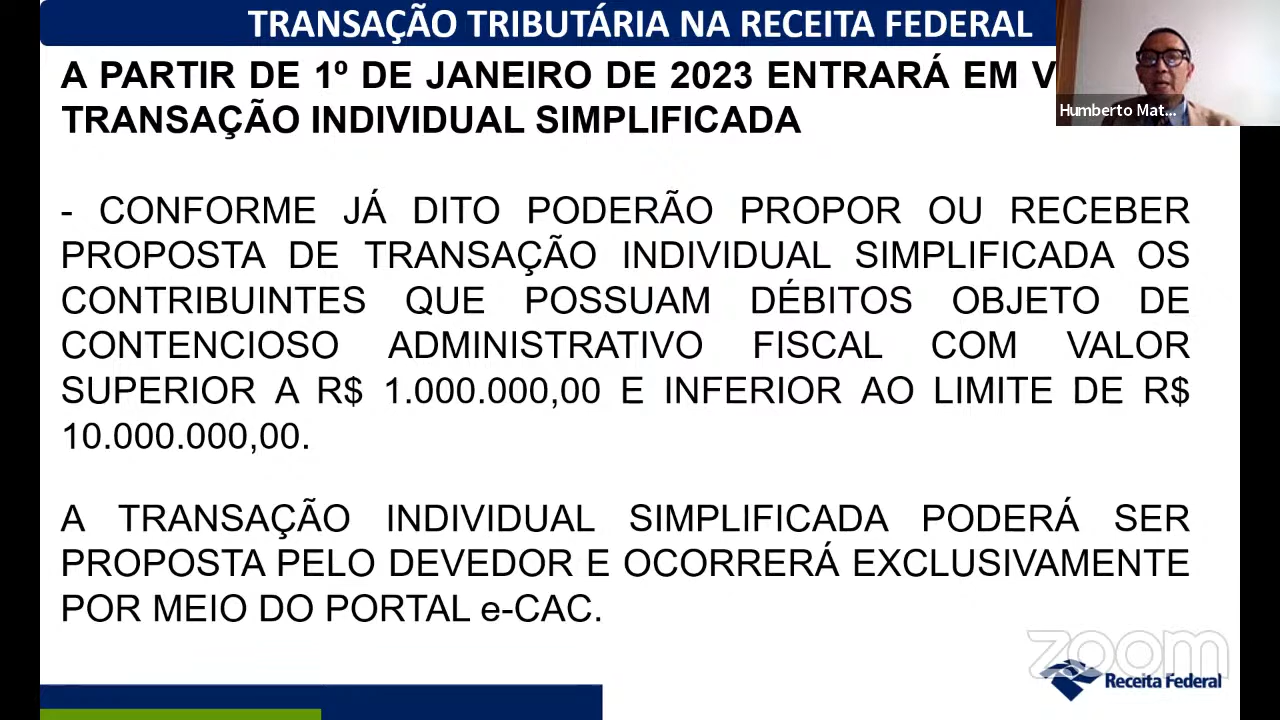 TRANSAÇÃO TRIBUTÁRIA NA RECEITA FEDERAL
A PARTIR DE 1º DE JANEIRO DE 2023 ENTRARÁ EM V
TRANSAÇÃO INDIVIDUAL SIMPLIFICADA
Humberto Mat...
- CONFORME JÁ DITO PODERÃO PROPOR OU RECEBER
PROPOSTA DE TRANSAÇÃO INDIVIDUAL SIMPLIFICADA OS
CONTRIBUINTES QUE POSSUAM DÉBITOS OBJETO DE
CONTENCIOSO ADMINISTRATIVO FISCAL COM VALOR
SUPERIOR A R$ 1.000.000,00 E INFERIOR AO LIMITE DE R$
10.000.000,00.
A TRANSAÇÃO INDIVIDUAL SIMPLIFICADA PODERÁ SER
PROPOSTA PELO DEVEDOR E OCORRERÁ EXCLUSIVAMENTE
POR MEIO DO PORTAL e-CAC.
zoom
Receita Federal